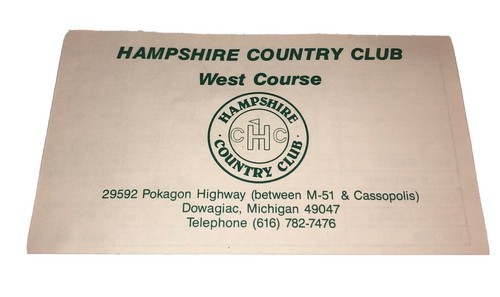 HAMPSHIRE COUNTRY CLUB
West Course
HAMPSHIRE
CHC
COUNTRY CLUB
29592 Pokagon Highway (between M-51 & Cassopolis)
Dowagiac, Michigan 49047
Telephone (616) 782-7476